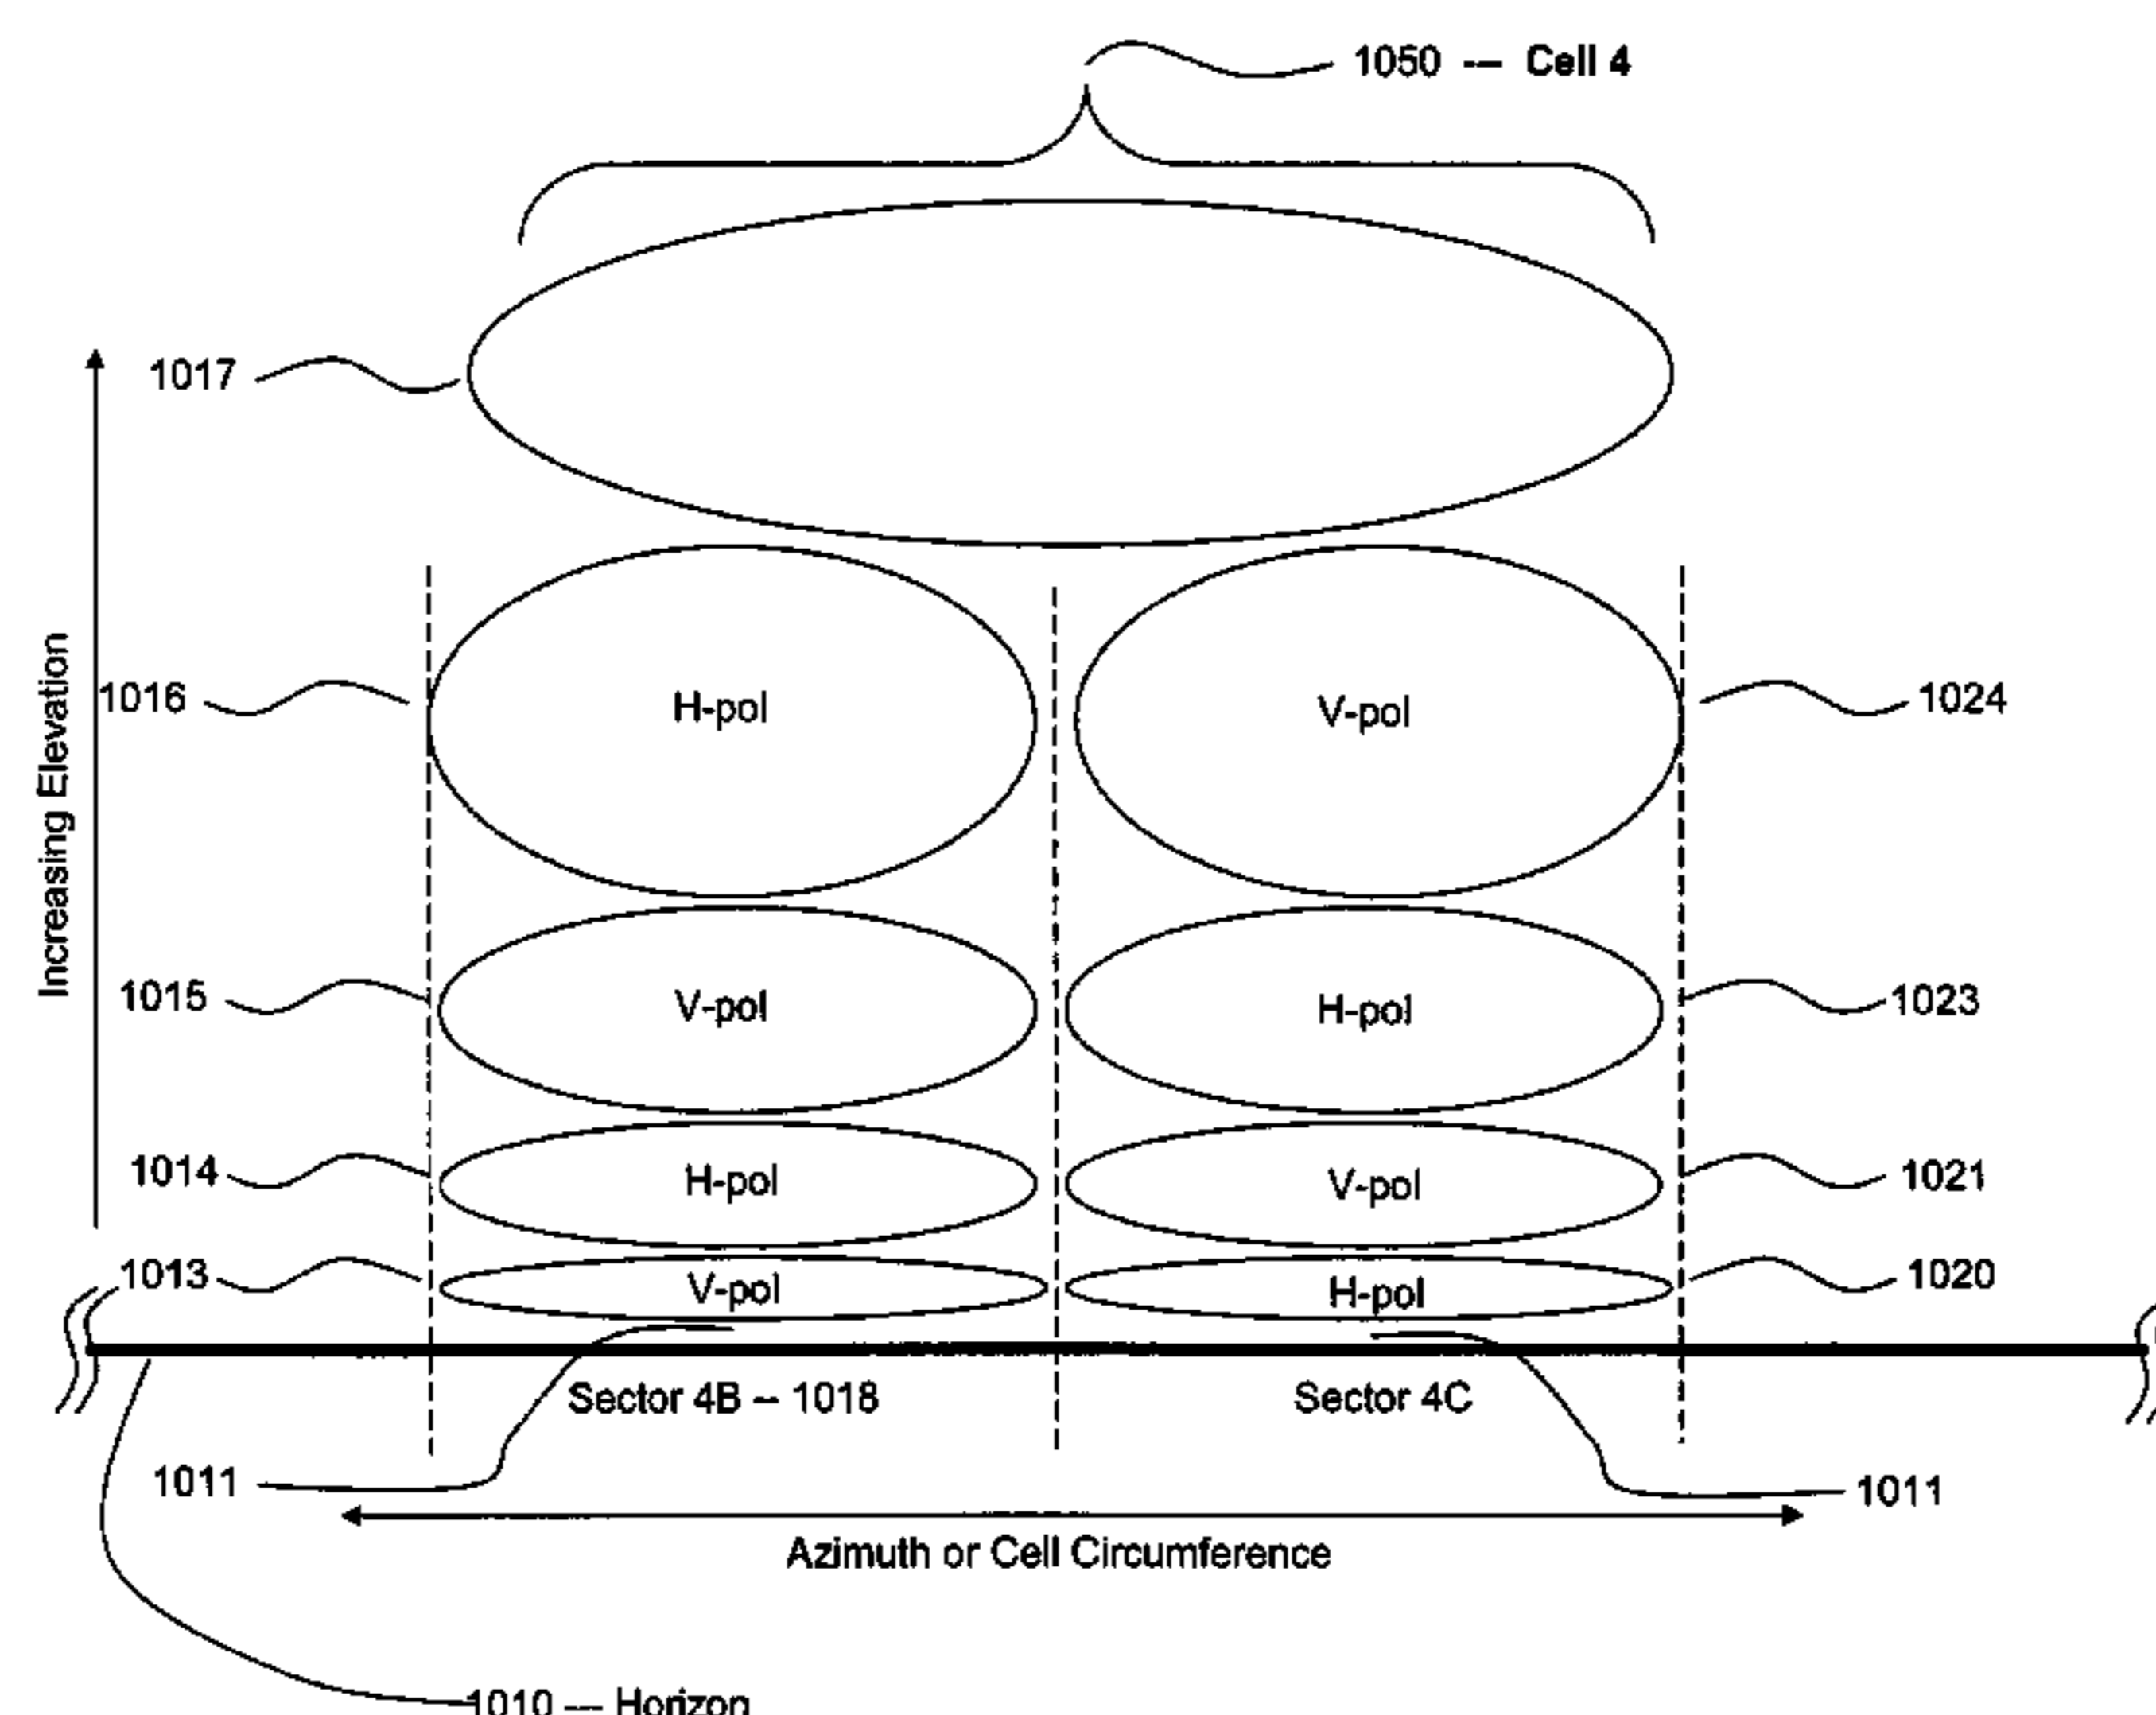 1050 --- Cell 4
1017
Increasing Elevation
1016
H-pol
V-pol
1024
1015
V-pol
H-pol
1023
1014
H-pol
V-pol
1021
1013
V-pol
H-pol
1020
Sector 4B – 1018
Sector 4C
1011
1011
Azimuth or Cell Circumference
1010 --- Horizon